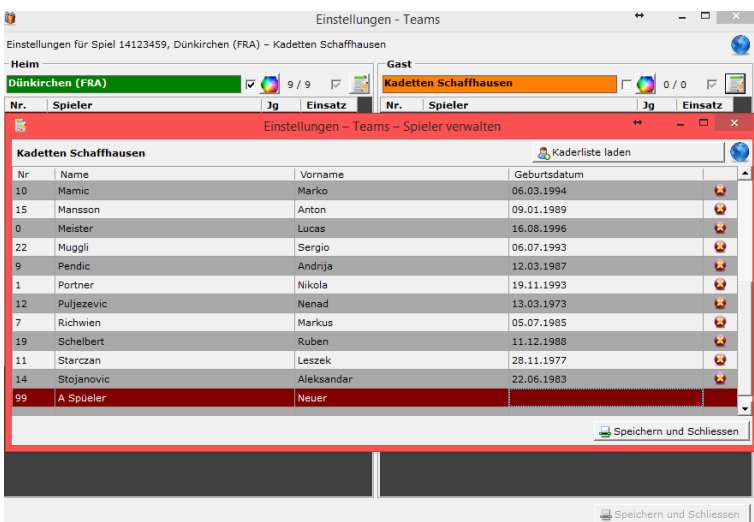 Einstellungen - Teams
Einstellungen für Spiel 14123459, Dünkirchen (FRA) – Kadetten Schaffhausen
Heim Gast
Dünkirchen (FRA) 9 / 9 Kadetten Schaffhausen 0 / 0
Nr. Spieler Jg Einsatz Nr. Spieler Jg Einsatz
Einstellungen – Teams – Spieler verwalten
Kadetten Schaffhausen Kaderliste laden
Nr Name Vorname Geburtsdatum
10 Mamic Marko 06.03.1994
15 Mansson Anton 09.01.1989
0 Meister Lucas 16.08.1996
22 Muggli Sergio 06.07.1993
9 Pendic Andrija 12.03.1987
1 Portner Nikola 19.11.1993
12 Puljezevic Nenad 13.03.1973
7 Richwien Markus 05.07.1985
19 Schelbert Ruben 11.12.1988
11 Starczan Leszek 28.11.1977
14 Stojanovic Aleksandar 22.06.1983
99 A Spüeler Neuer
Speichern und Schliessen
Speichern und Schliessen